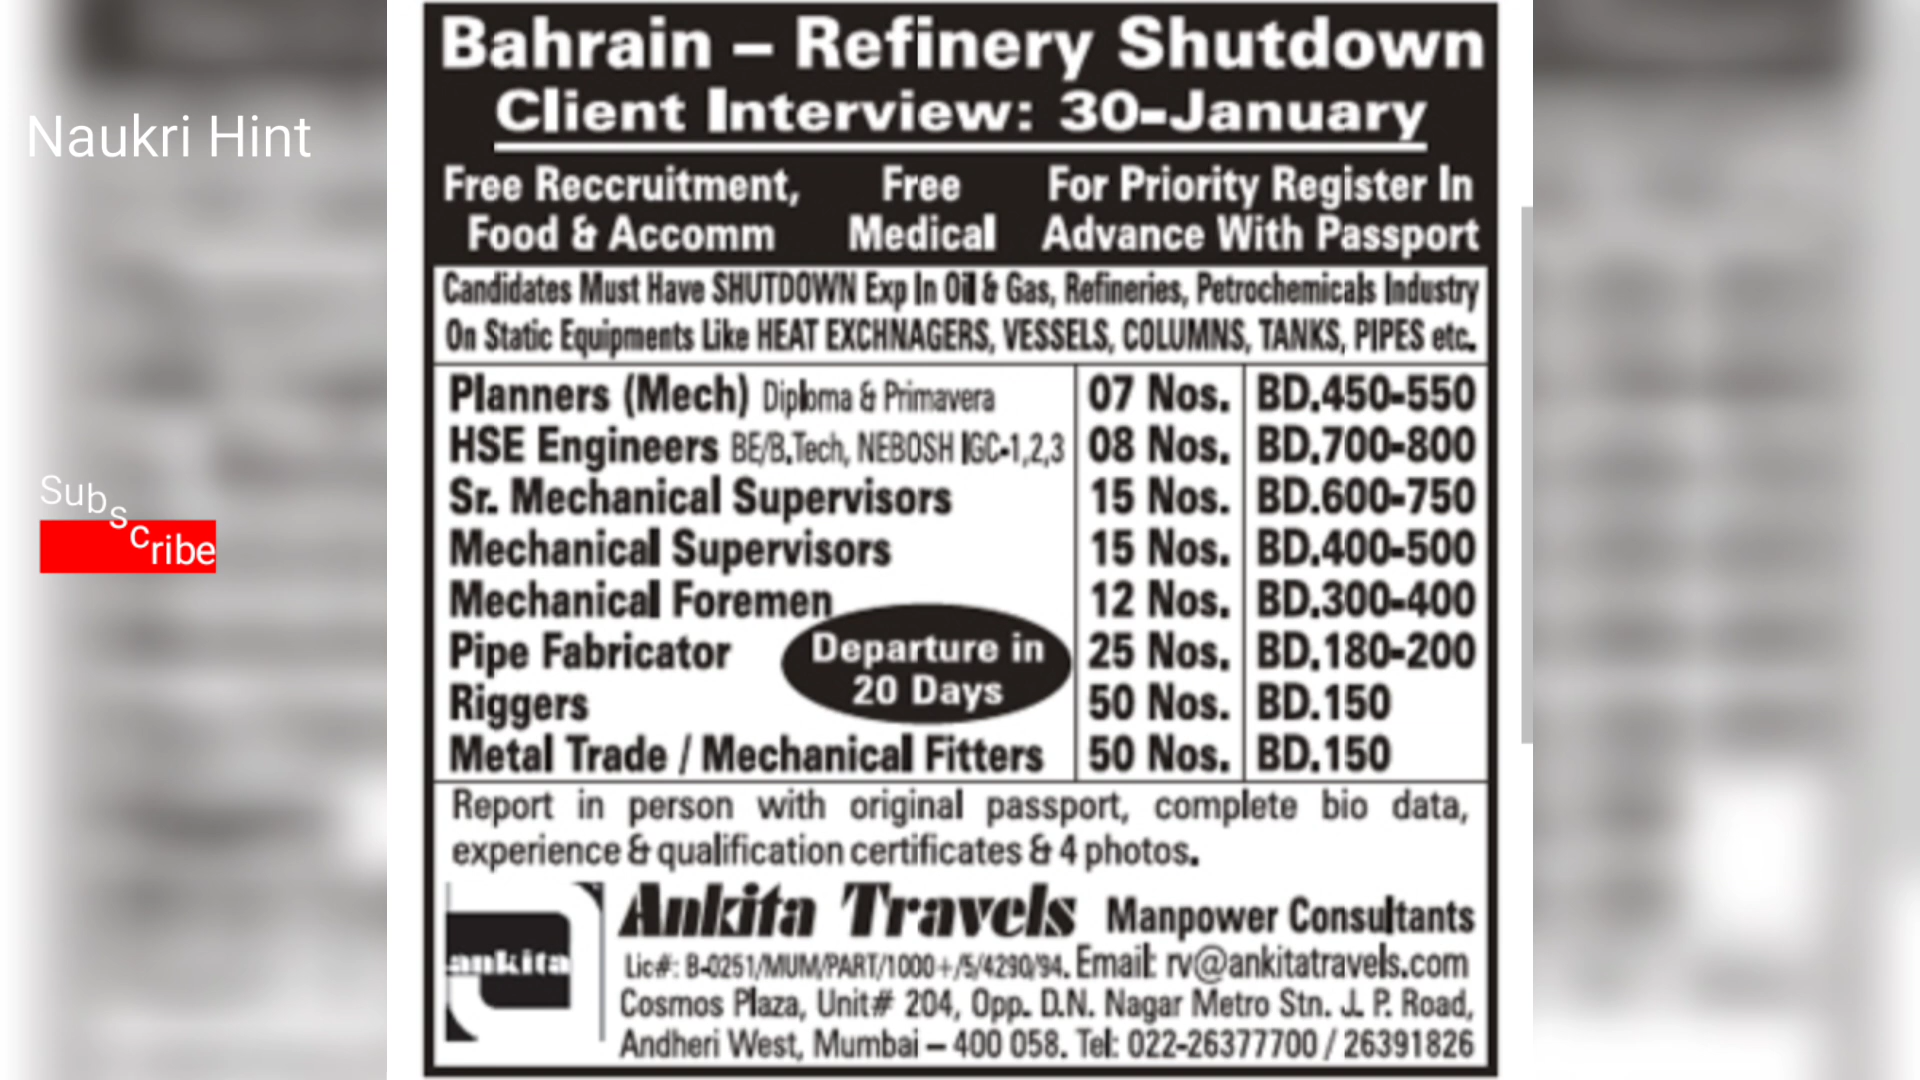 Naukri Hint
Subscribe
Bahrain – Refinery Shutdown
Client Interview: 30-January
Free Reccruitment, Food & Accomm
Free Medical
For Priority Register In Advance With Passport
Candidates Must Have SHUTDOWN Exp In Oil & Gas, Refineries, Petrochemicals Industry
On Static Equipments Like HEAT EXCHNAGERS, VESSELS, COLUMNS, TANKS, PIPES etc.
Planners (Mech) Diploma & Primavera 07 Nos. BD.450-550
HSE Engineers BE/B.Tech, NEBOSH IGC-1,2,3 08 Nos. BD.700-800
Sr. Mechanical Supervisors 15 Nos. BD.600-750
Mechanical Supervisors 15 Nos. BD.400-500
Mechanical Foremen 12 Nos. BD.300-400
Pipe Fabricator 25 Nos. BD.180-200
Riggers 50 Nos. BD.150
Metal Trade / Mechanical Fitters 50 Nos. BD.150
Departure in
20 Days
Report in person with original passport, complete bio data,
experience & qualification certificates & 4 photos.
ankita
Ankita Travels Manpower Consultants
Lic#: B-0251/MUM/PART/1000+/5/4290/94. Email: rv@ankitatravels.com
Cosmos Plaza, Unit# 204, Opp. D.N. Nagar Metro Stn. J. P. Road,
Andheri West, Mumbai – 400 058. Tel: 022-26377700 / 26391826